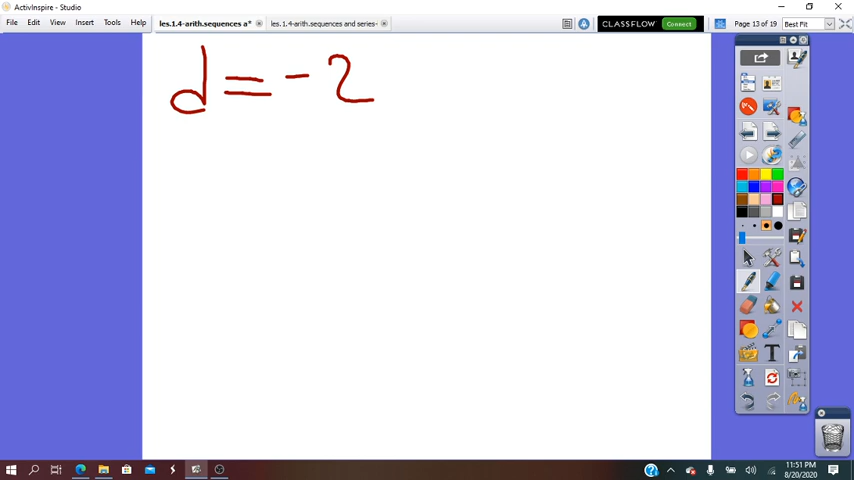 ActivInspire - Studio
File Edit View Insert Tools Help
les.1.4-arith.sequences a* les.1.4-arith.sequences and series-
CLASSFLOW Connect
Page 13 of 19
Best Fit
d = - 2
T
11:51 PM
8/20/2020